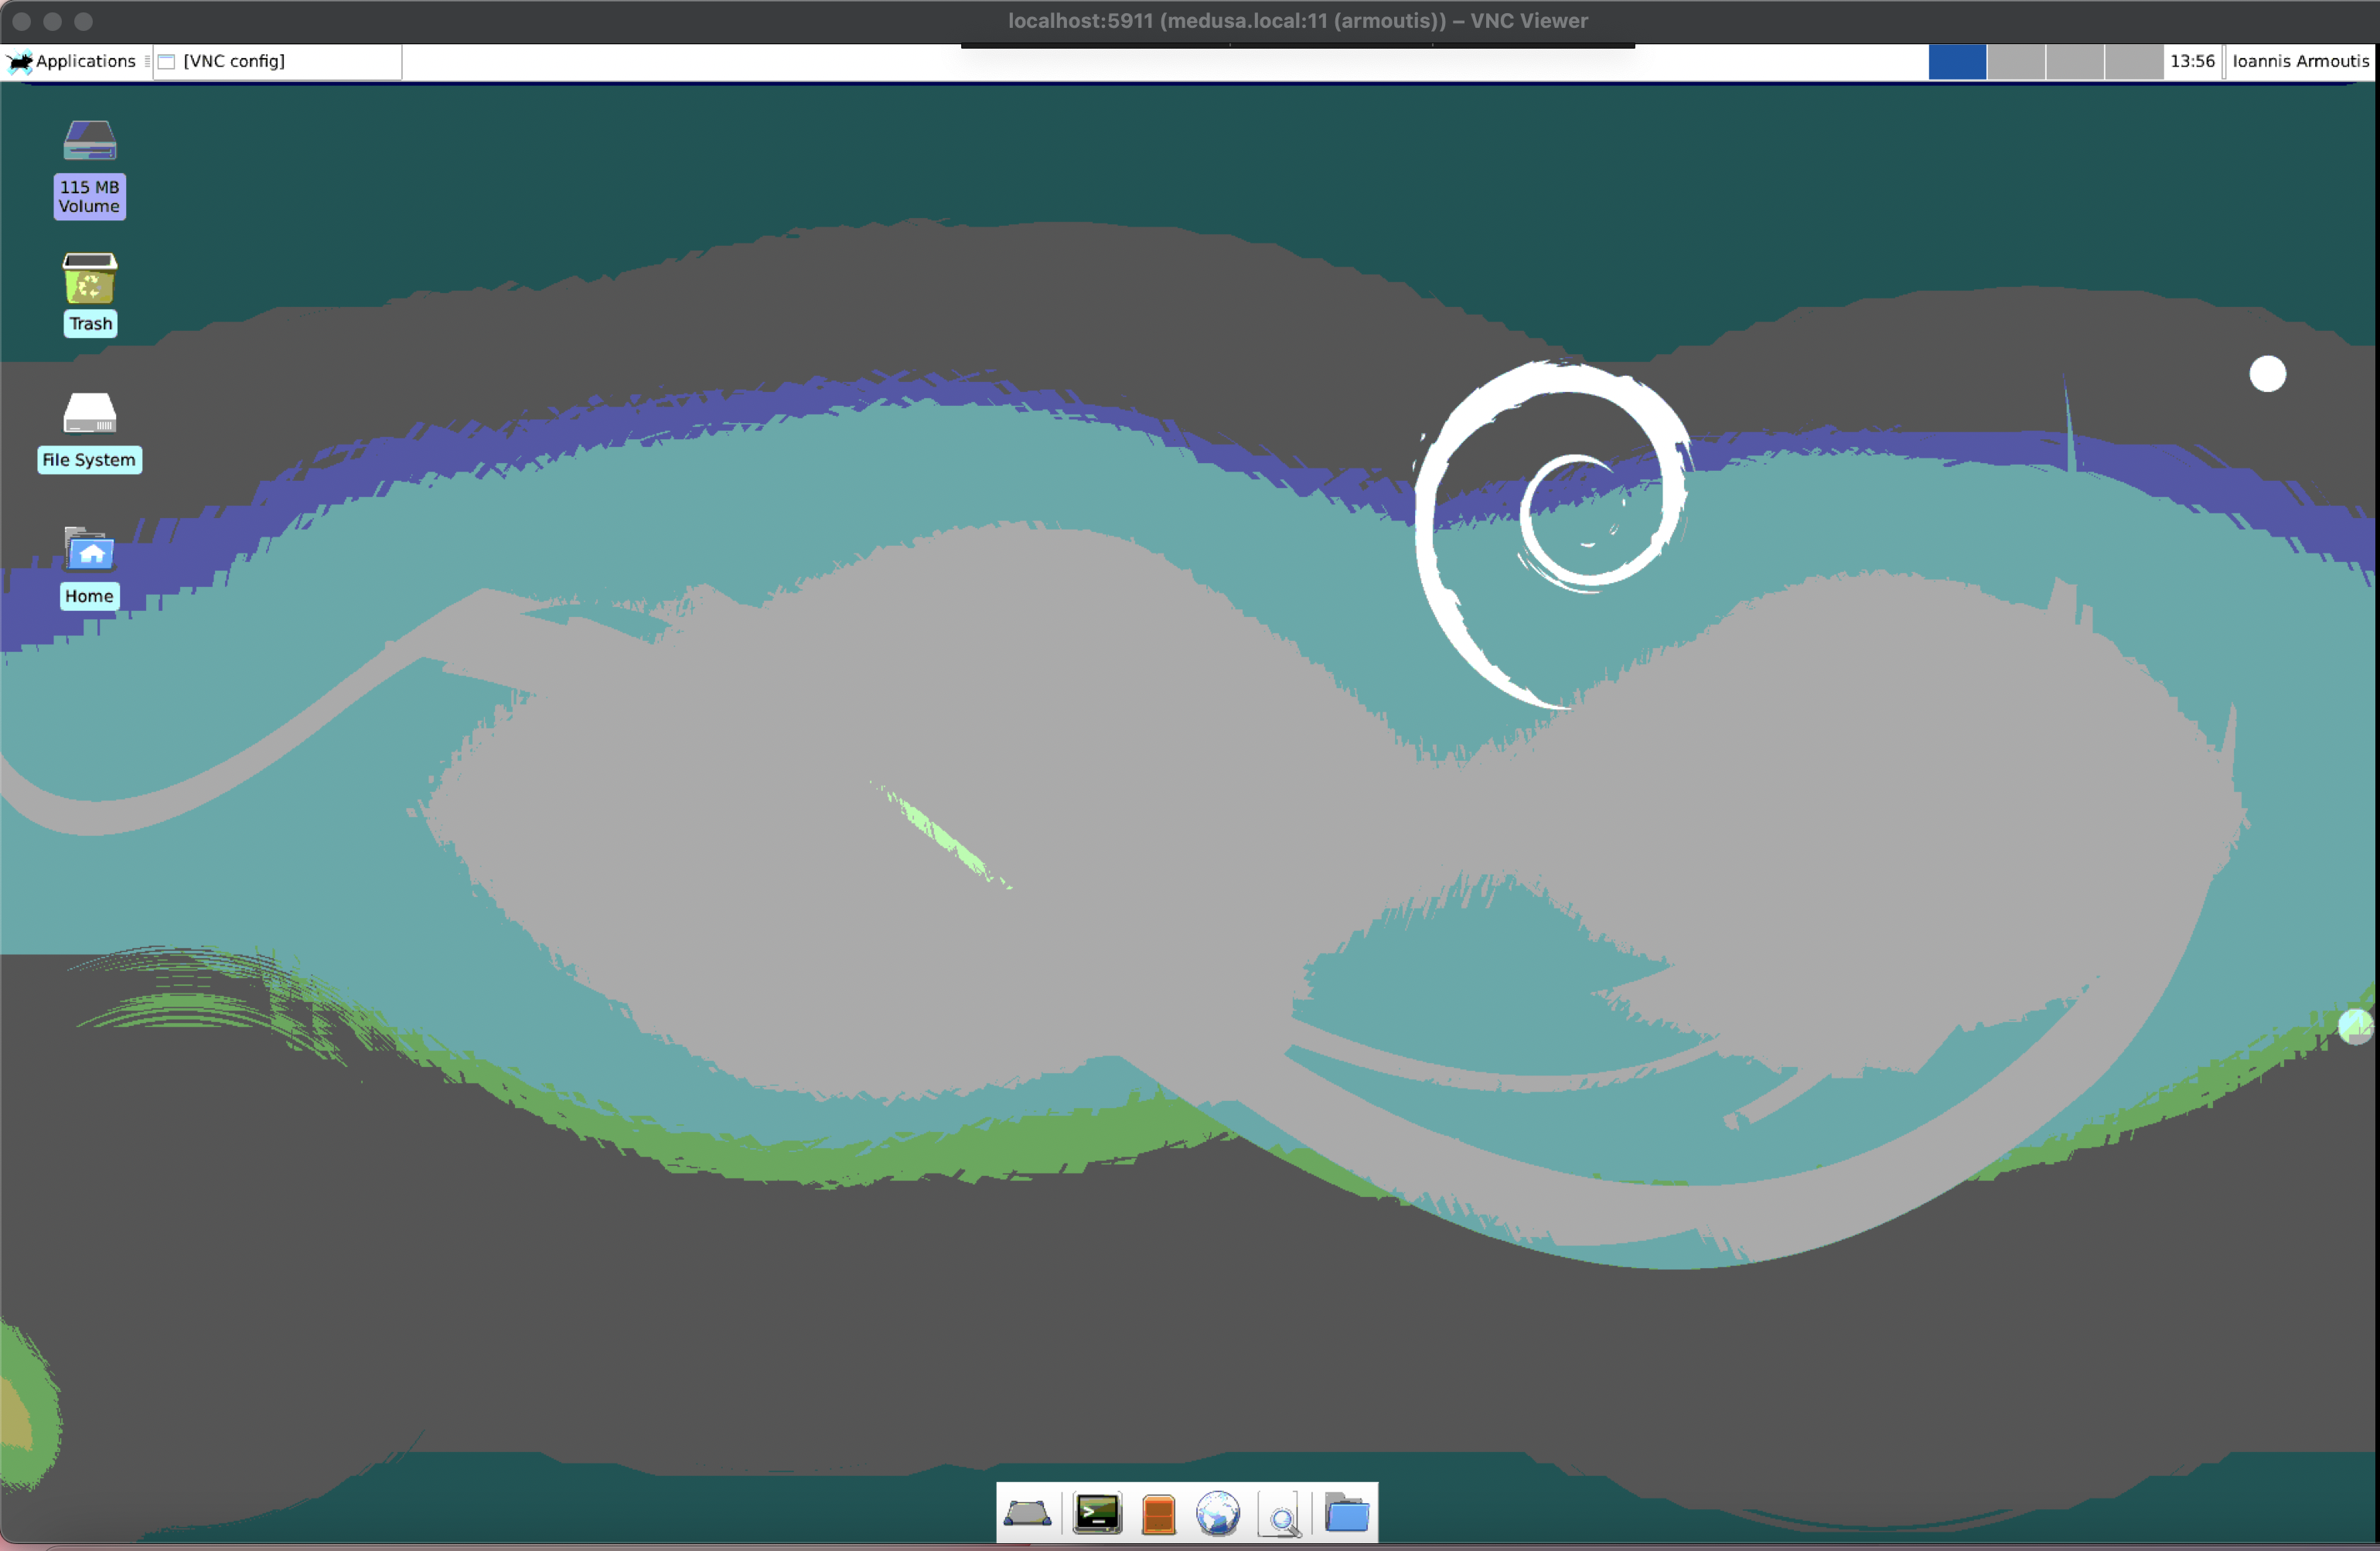 localhost:5911 (medusa.local:11 (armoutis)) – VNC Viewer
Applications
[VNC config]
13:56
Ioannis Armoutis
115 MB
Volume
Trash
File System
Home
>_